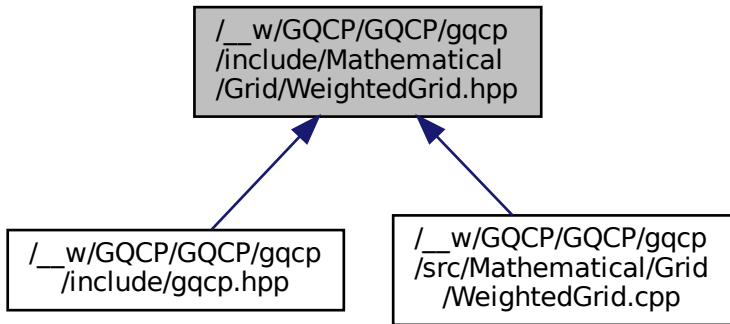 /__w/GQCP/GQCP/gqcp
/include/Mathematical
/Grid/WeightedGrid.hpp
/__w/GQCP/GQCP/gqcp
/include/gqcp.hpp
/__w/GQCP/GQCP/gqcp
/src/Mathematical/Grid
/WeightedGrid.cpp